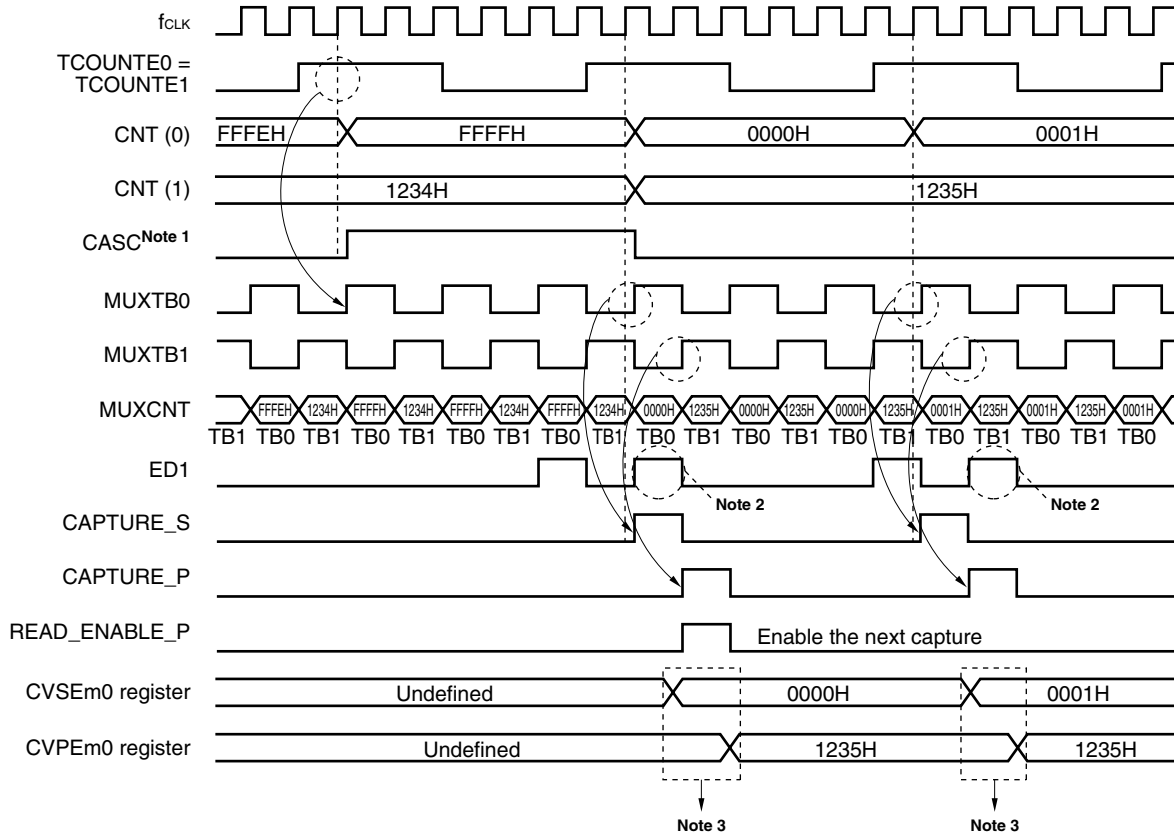 fCLK
TCOUNTE0 =
TCOUNTE1
CNT (0)
FFFEH FFFFH 0000H 0001H
CNT (1)
1234H 1235H
CASC Note 1
MUXTB0
MUXTB1
MUXCNT
FFFEH 1234H FFFFH 1234H FFFFH 1234H FFFFH 1234H 0000H 1235H 0000H 1235H 0000H 1235H 0001H 1235H 0001H 1235H 0001H
TB1 TB0 TB1 TB0 TB1 TB0 TB1 TB0 TB1 TB0 TB1 TB0 TB1 TB0 TB1 TB0 TB1 TB0 TB1 TB0
ED1
Note 2 Note 2
CAPTURE_S
CAPTURE_P
READ_ENABLE_P
Enable the next capture
CVSEm0 register
Undefined 0000H 0001H
CVPEm0 register
Undefined 1235H 1235H
Note 3 Note 3